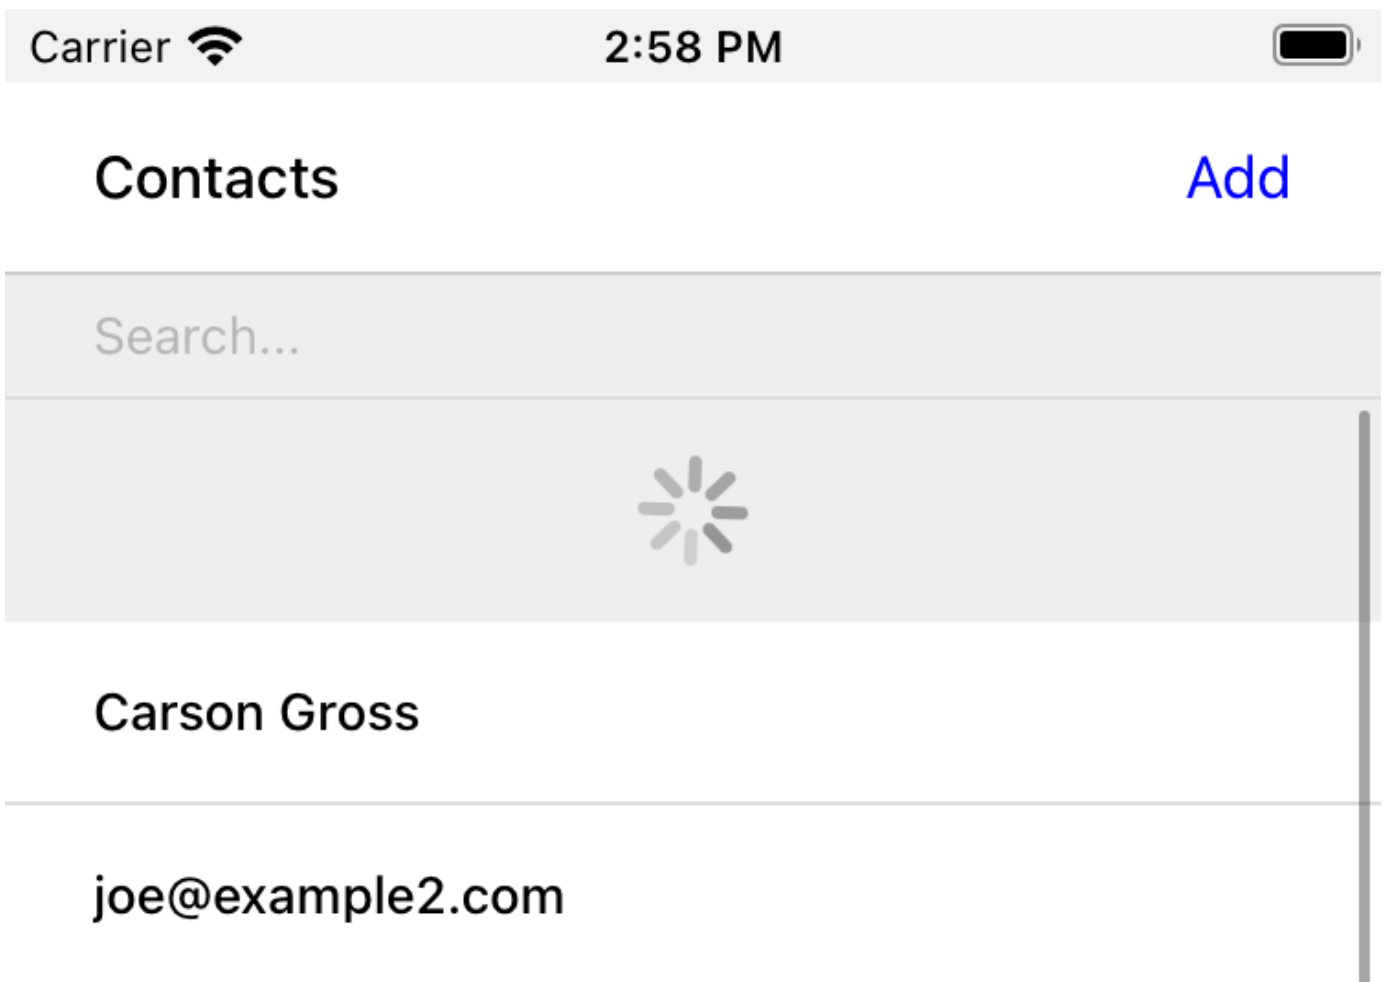 Carrier 2:58 PM
Contacts Add
Search...
Carson Gross
joe@example2.com